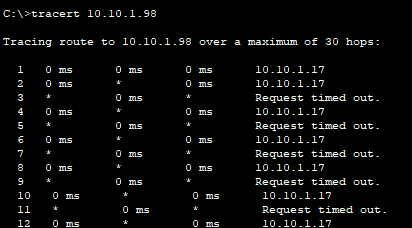 C:\>tracert 10.10.1.98
Tracing route to 10.10.1.98 over a maximum of 30 hops:
1 0 ms 0 ms 0 ms 10.10.1.17
2 0 ms * 0 ms 10.10.1.17
3 * 0 ms * Request timed out.
4 0 ms * 0 ms 10.10.1.17
5 * 0 ms * Request timed out.
6 0 ms * 0 ms 10.10.1.17
7 * 0 ms * Request timed out.
8 0 ms * 0 ms 10.10.1.17
9 * 0 ms * Request timed out.
10 0 ms * 0 ms 10.10.1.17
11 * 0 ms * Request timed out.
12 0 ms * 0 ms 10.10.1.17